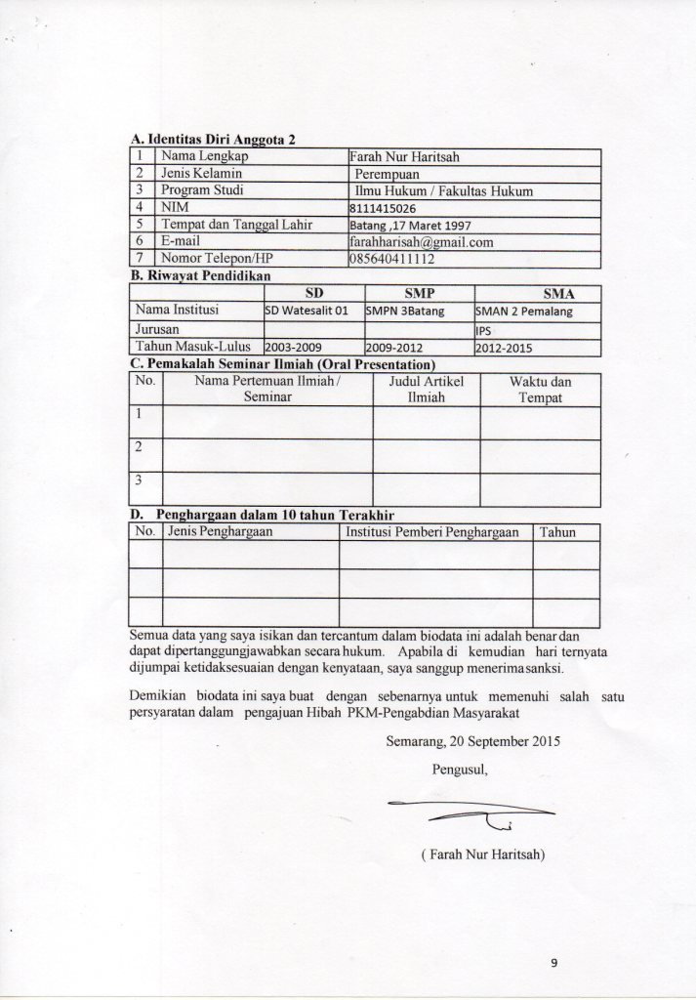 A. Identitas Diri Anggota 2
1 Nama Lengkap Farah Nur Haritsah
2 Jenis Kelamin Perempuan
3 Program Studi Ilmu Hukum / Fakultas Hukum
4 NIM 8111415026
5 Tempat dan Tanggal Lahir Batang ,17 Maret 1997
6 E-mail farahharisah@gmail.com
7 Nomor Telepon/HP 085640411112
B. Riwayat Pendidikan
SD SMP SMA
Nama Institusi SD Watesalit 01 SMPN 3Batang SMAN 2 Pemalang
Jurusan IPS
Tahun Masuk-Lulus 2003-2009 2009-2012 2012-2015
C. Pemakalah Seminar Ilmiah (Oral Presentation)
No. Nama Pertemuan Ilmiah / Judul Artikel Waktu dan
Seminar Ilmiah Tempat
1
2
3
D. Penghargaan dalam 10 tahun Terakhir
No. Jenis Penghargaan Institusi Pemberi Penghargaan Tahun
Semua data yang saya isikan dan tercantum dalam biodata ini adalah benar dan
dapat dipertanggungjawabkan secara hukum. Apabila di kemudian hari ternyata
dijumpai ketidaksesuaian dengan kenyataan, saya sanggup menerima sanksi.
Demikian biodata ini saya buat dengan sebenarnya untuk memenuhi salah satu
persyaratan dalam pengajuan Hibah PKM-Pengabdian Masyarakat
Semarang, 20 September 2015
Pengusul,
( Farah Nur Haritsah)
9